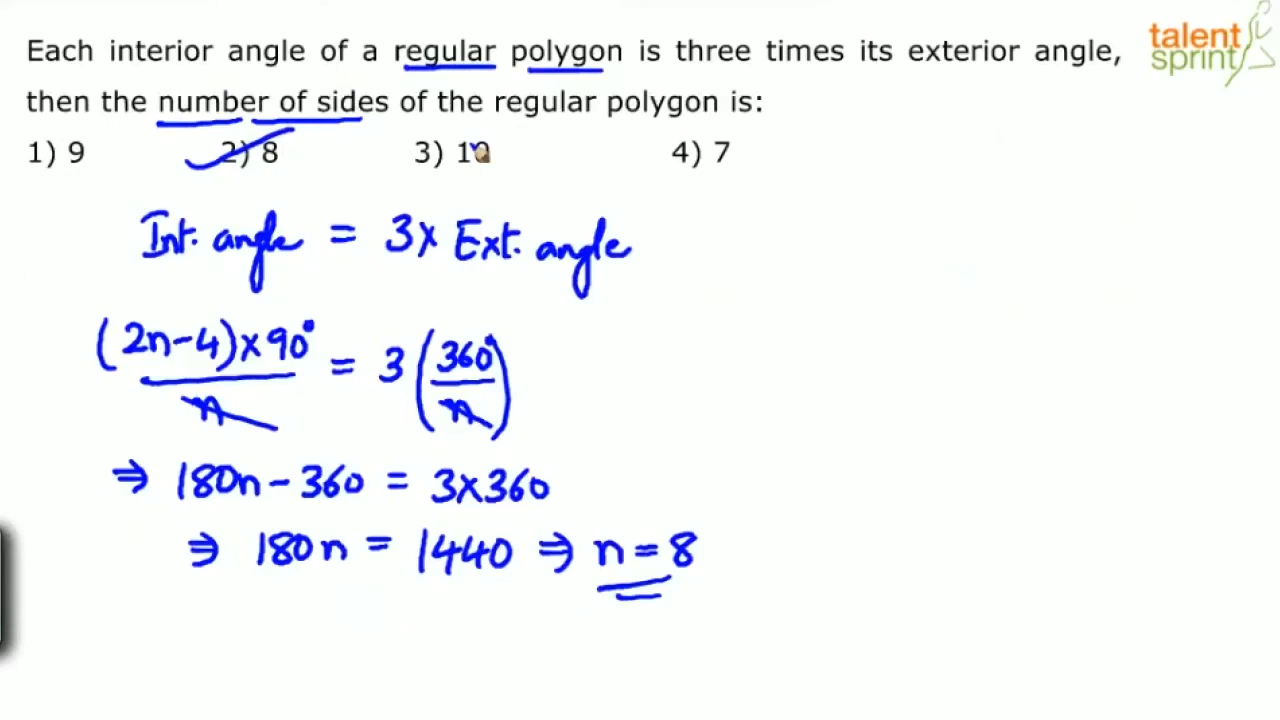 talent
sprint
Each interior angle of a regular polygon is three times its exterior angle,
then the number of sides of the regular polygon is:
1) 9 2) 8 3) 10 4) 7
Int. angle = 3x Ext. angle
(2n-4)x90° / n = 3 (360° / n)
⇒ 180n - 360 = 3x360
⇒ 180n = 1440 ⇒ n = 8